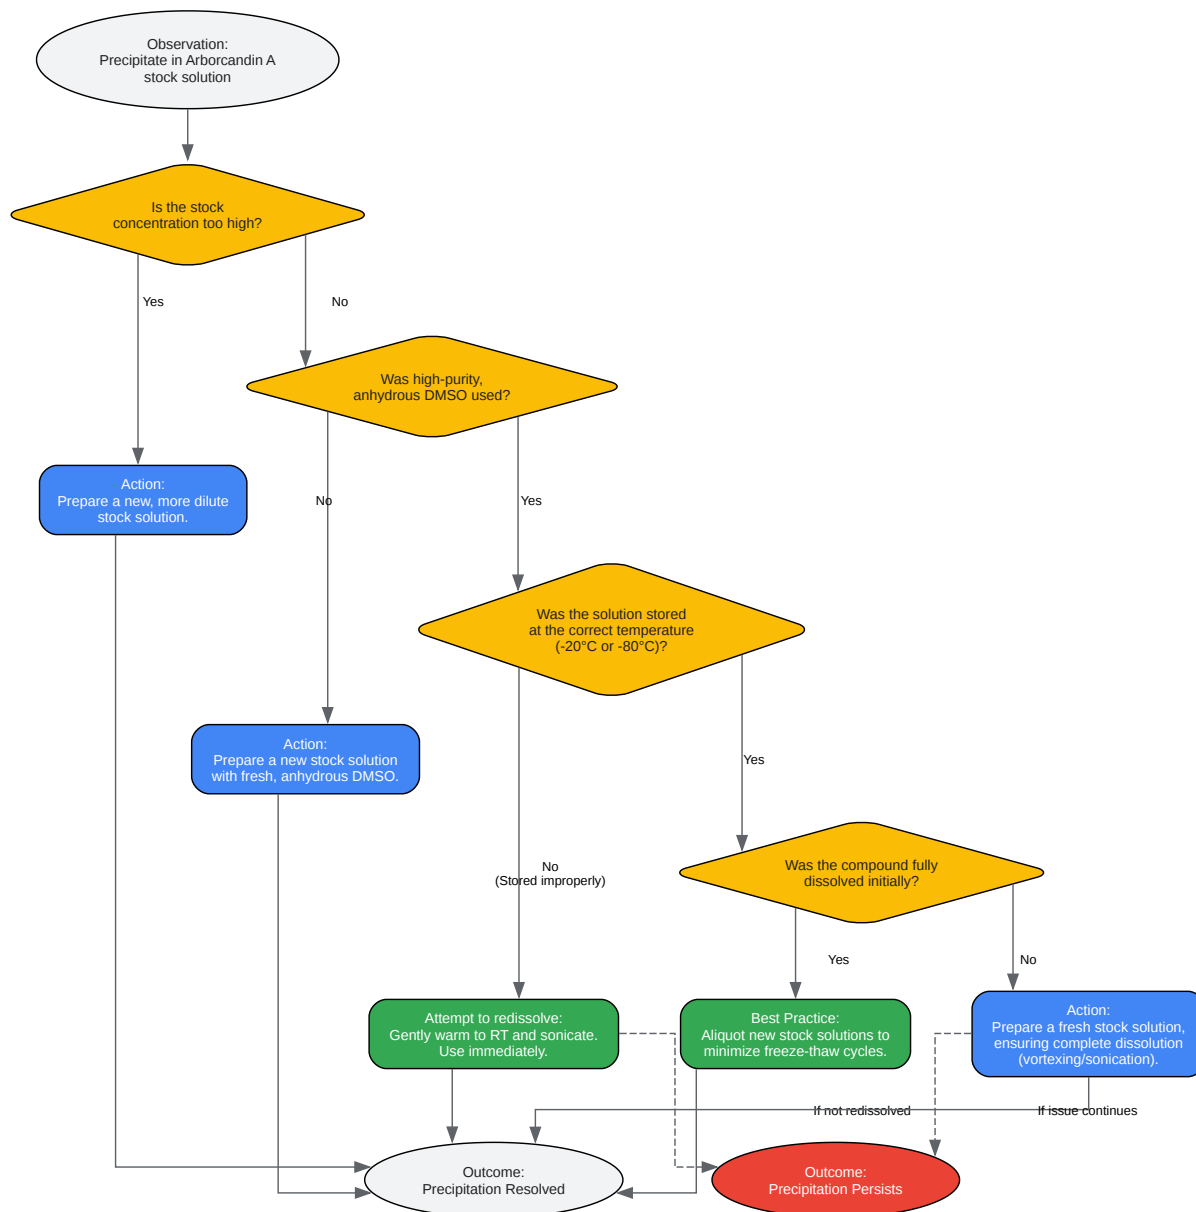 Observation:
Precipitate in Arborcandin A
stock solution
Is the stock
concentration too high?
Yes
No
Was high-purity,
anhydrous DMSO used?
Action:
Prepare a new, more dilute
stock solution.
No
Yes
Was the solution stored
at the correct temperature
(-20°C or -80°C)?
Action:
Prepare a new stock solution
with fresh, anhydrous DMSO.
Yes
No
(Stored improperly)
Was the compound fully
dissolved initially?
Yes
No
Attempt to redissolve:
Gently warm to RT and sonicate.
Use immediately.
Best Practice:
Aliquot new stock solutions to
minimize freeze-thaw cycles.
Action:
Prepare a fresh stock solution,
ensuring complete dissolution
(vortexing/sonication).
If not redissolved
If issue continues
Outcome:
Precipitation Resolved
Outcome:
Precipitation Persists